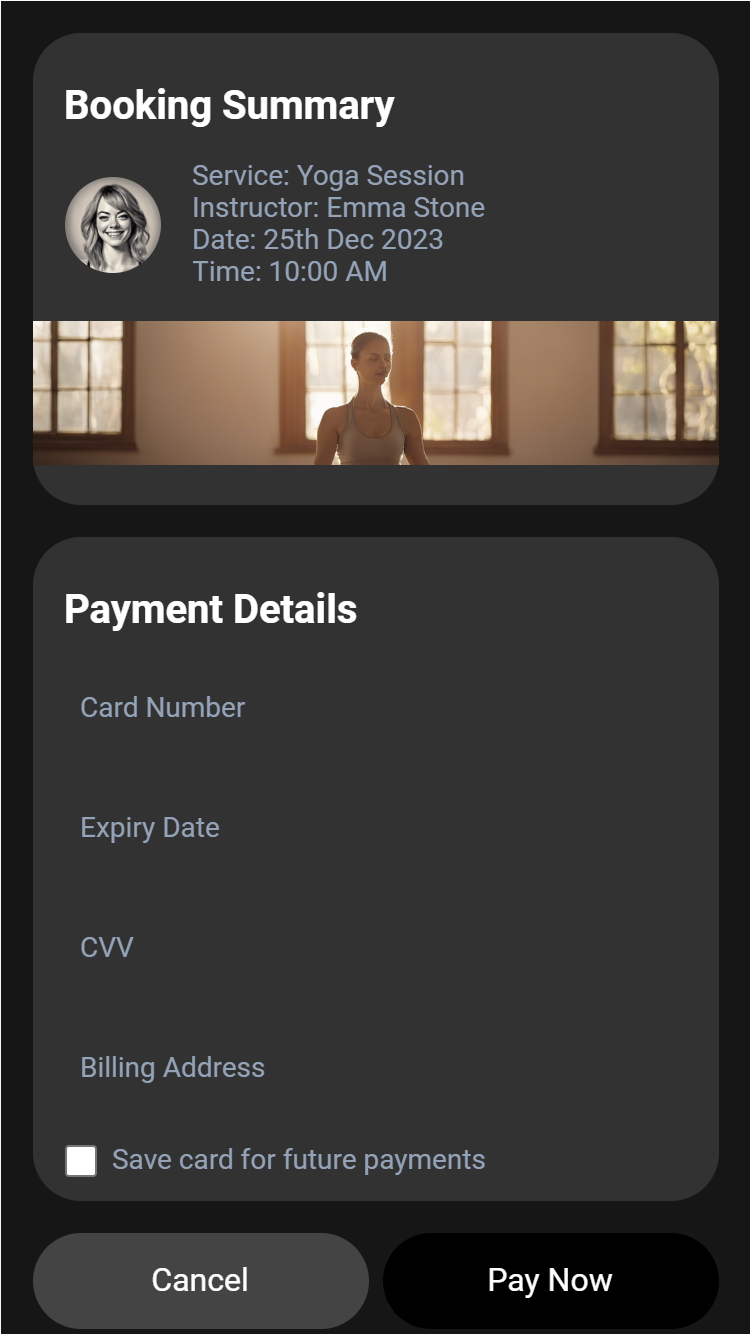 Booking Summary
Service: Yoga Session
Instructor: Emma Stone
Date: 25th Dec 2023
Time: 10:00 AM
Payment Details
Card Number
Expiry Date
CVV
Billing Address
Save card for future payments
Cancel
Pay Now